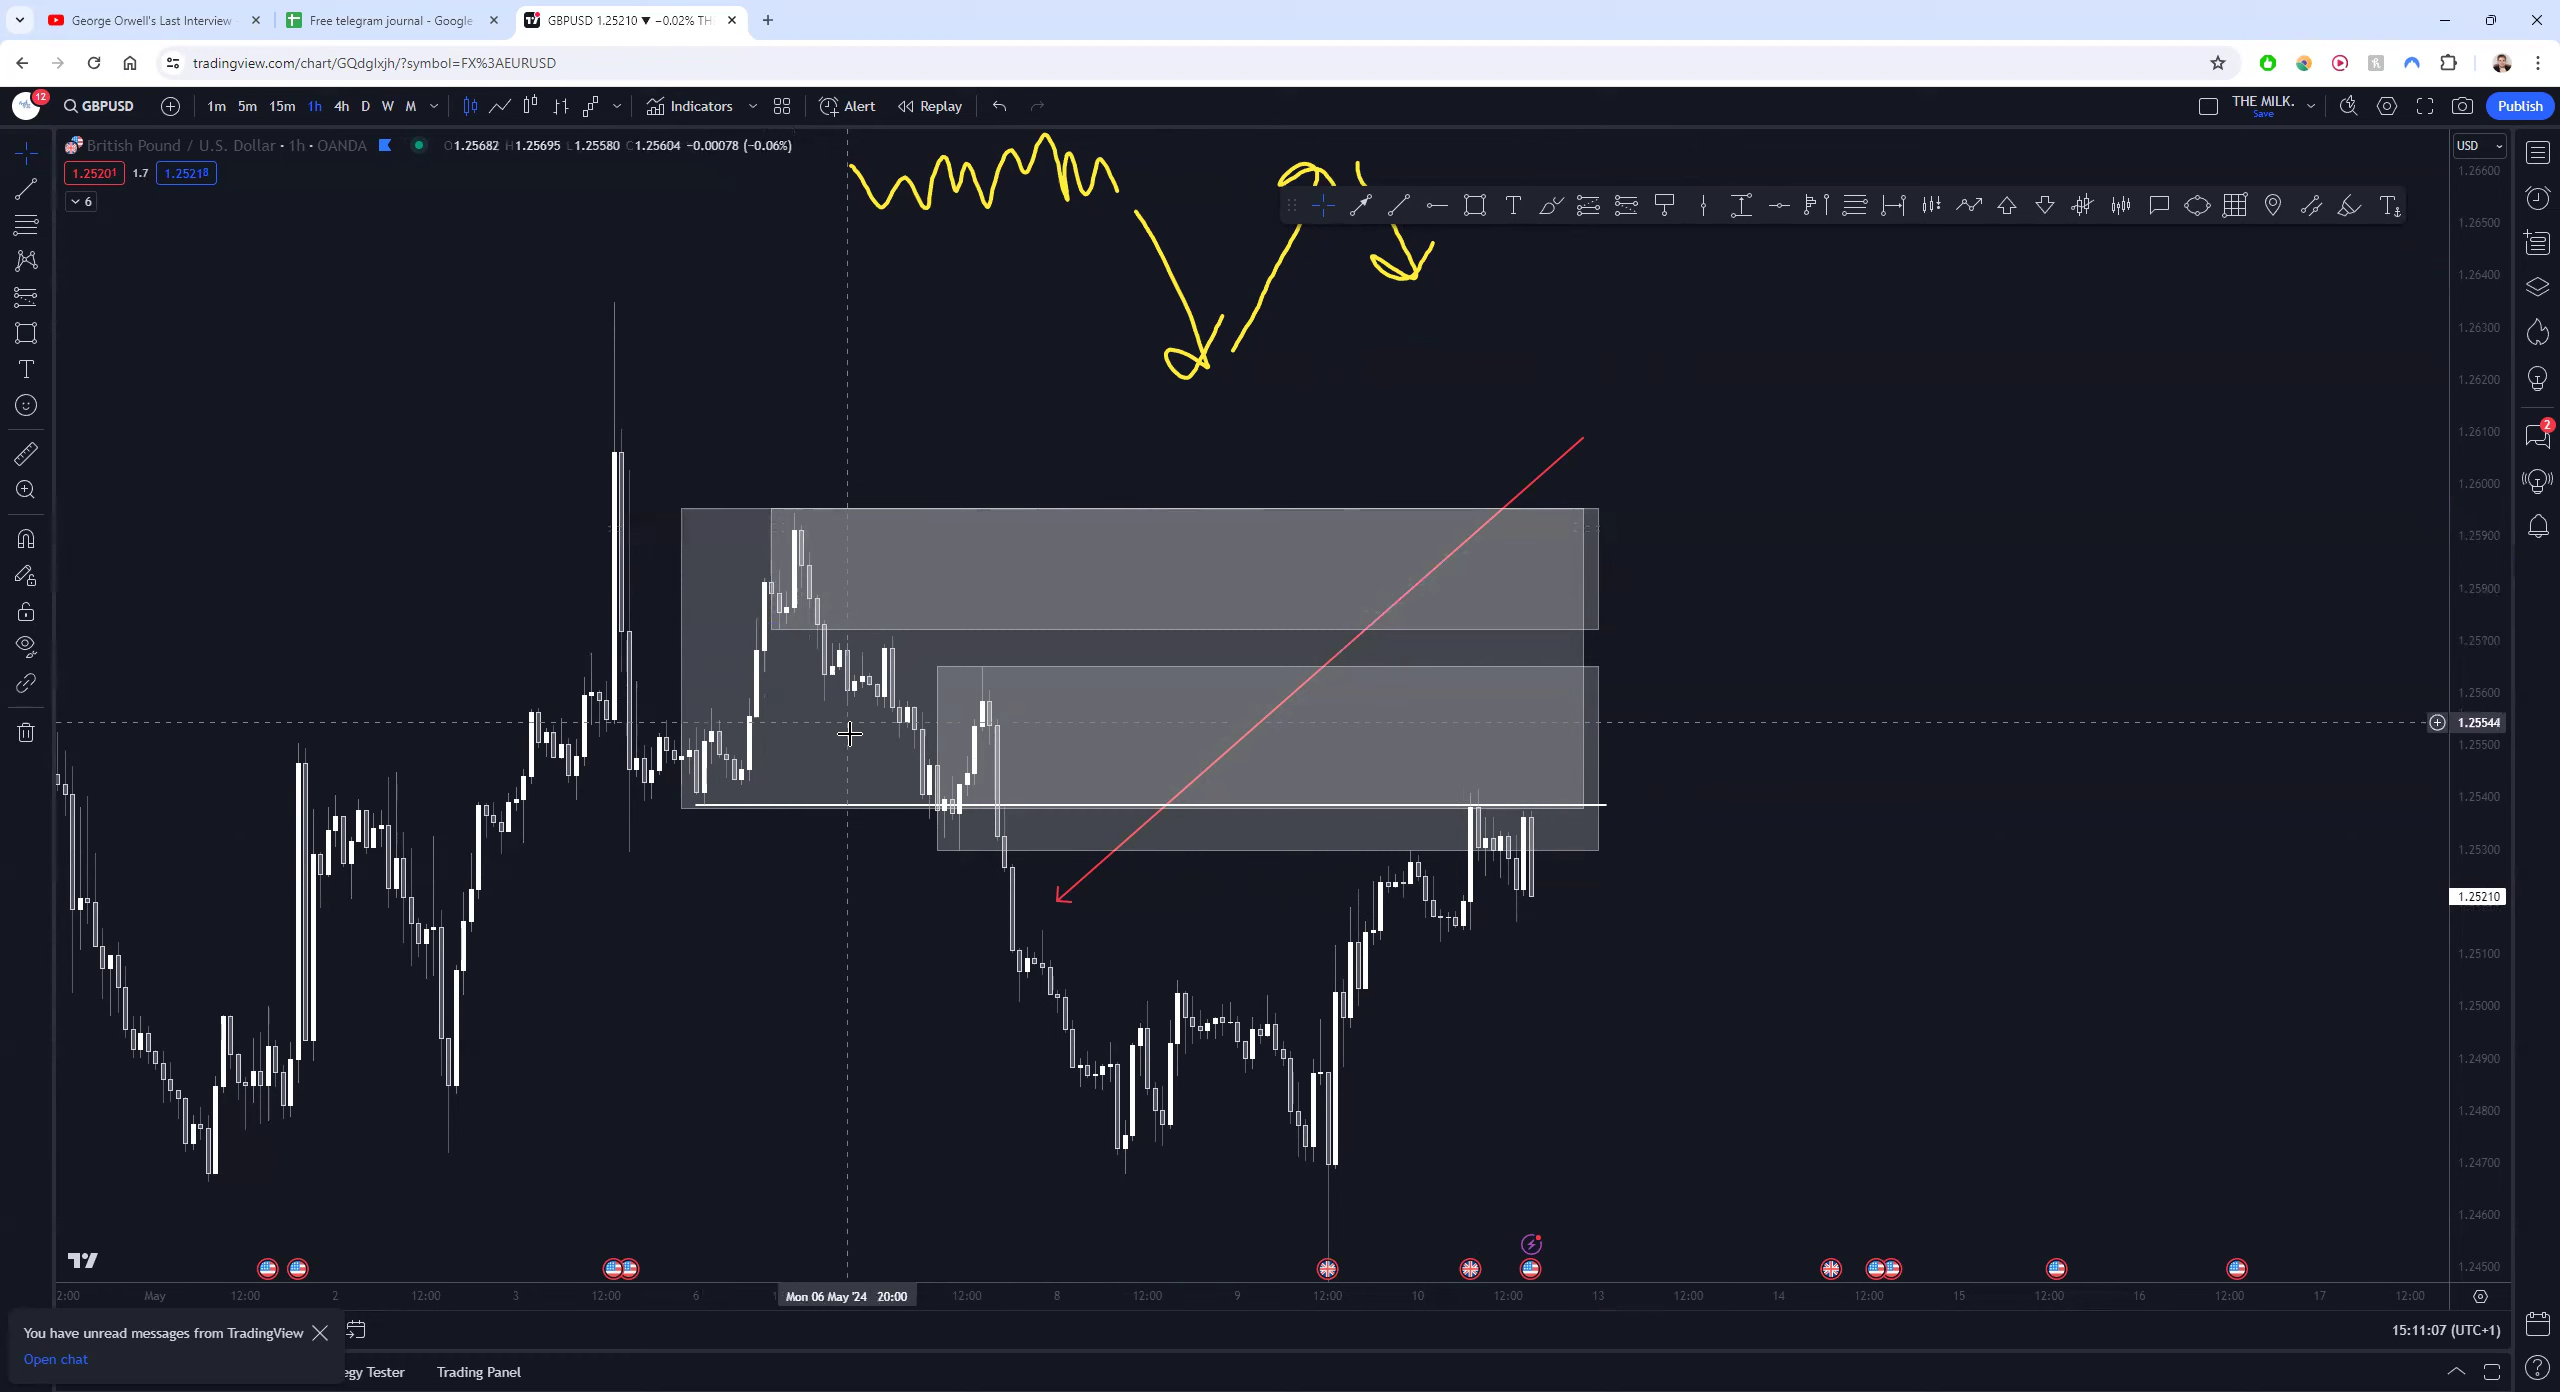 George Orwell's Last Interview
Free telegram journal - Google
GBPUSD 1.25210 ▼ −0.02% TH
tradingview.com/chart/GQdglxjh/?symbol=FX%3AEURUSD
12
GBPUSD
1m 5m 15m 1h 4h D W M
Indicators
Alert
Replay
THE MILK.
Save
Publish
British Pound / U.S. Dollar · 1h · OANDA
O1.25682 H1.25695 L1.25580 C1.25604 −0.00078 (−0.06%)
1.25201 1.7 1.25218
6
USD
1.26600
1.26500
1.26400
1.26300
1.26200
1.26100
1.26000
1.25900
1.25800
1.25700
1.25600
1.25544
1.25500
1.25400
1.25300
1.25210
1.25100
1.25000
1.24900
1.24800
1.24700
1.24600
1.24500
2
2:00 May 12:00 2 12:00 3 12:00 6 Mon 06 May '24 20:00 12:00 8 12:00 9 12:00 10 12:00 13 12:00 14 12:00 15 12:00 16 12:00 17 12:00
You have unread messages from TradingView
Open chat
15:11:07 (UTC+1)
egy Tester
Trading Panel